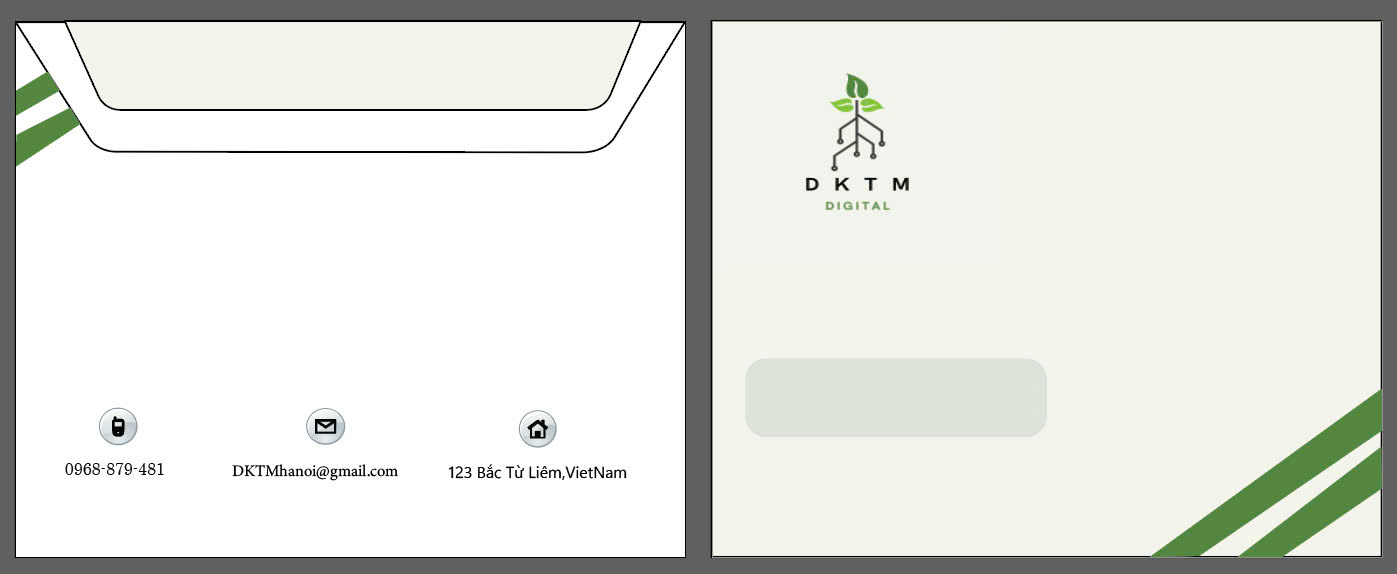 0968-879-481
DKTMhanoi@gmail.com
123 Bắc Từ Liêm,VietNam
DKTM
DIGITAL